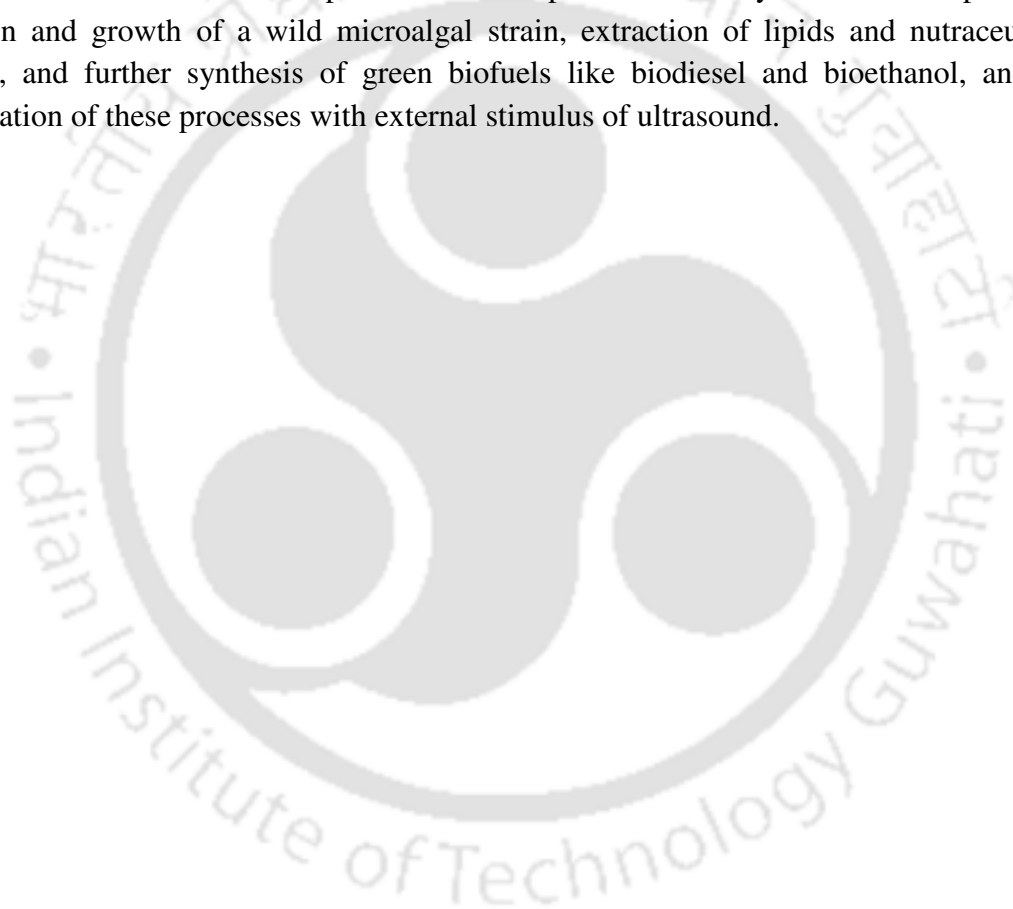 n and growth of a wild microalgal strain, extraction of lipids and nutraceu
, and further synthesis of green biofuels like biodiesel and bioethanol, an
ation of these processes with external stimulus of ultrasound.
भारतीय
गुवाहाटी
Indian Institute of Technology Guwahati